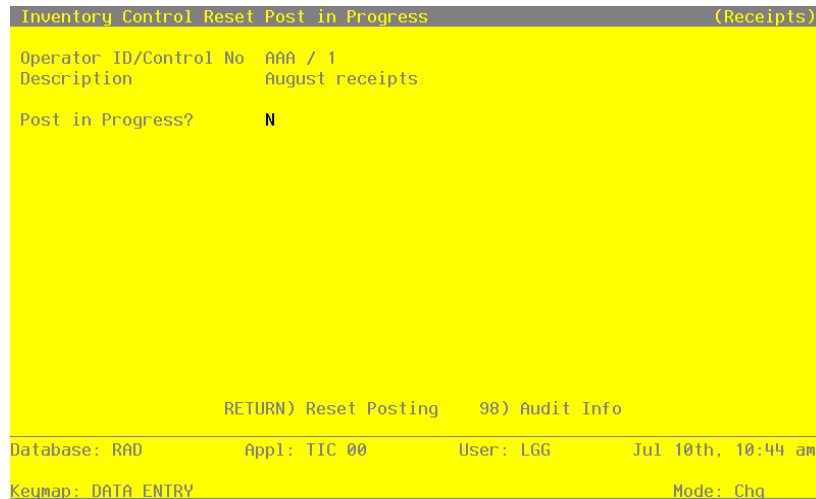 Inventory Control Reset Post in Progress (Receipts)
Operator ID/Control No AAA / 1
Description August receipts
Post in Progress? N
RETURN) Reset Posting 98) Audit Info
Database: RAD Appl: TIC 00 User: LGG Jul 10th, 10:44 am
Keymap: DATA ENTRY Mode: Chg